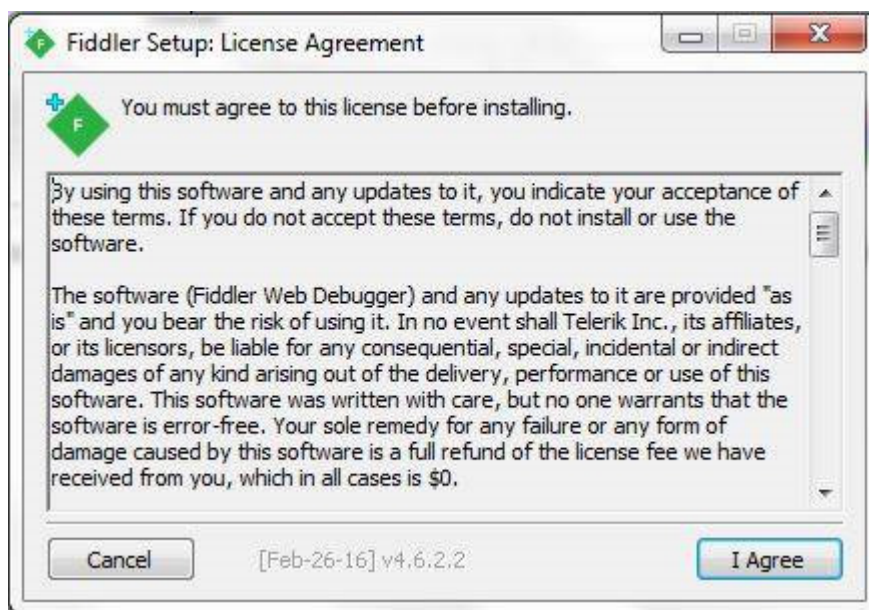 Fiddler Setup: License Agreement
You must agree to this license before installing.
By using this software and any updates to it, you indicate your acceptance of
these terms. If you do not accept these terms, do not install or use the
software.
The software (Fiddler Web Debugger) and any updates to it are provided "as
is" and you bear the risk of using it. In no event shall Telerik Inc., its affiliates,
or its licensors, be liable for any consequential, special, incidental or indirect
damages of any kind arising out of the delivery, performance or use of this
software. This software was written with care, but no one warrants that the
software is error-free. Your sole remedy for any failure or any form of
damage caused by this software is a full refund of the license fee we have
received from you, which in all cases is $0.
Cancel [Feb-26-16] v4.6.2.2 I Agree